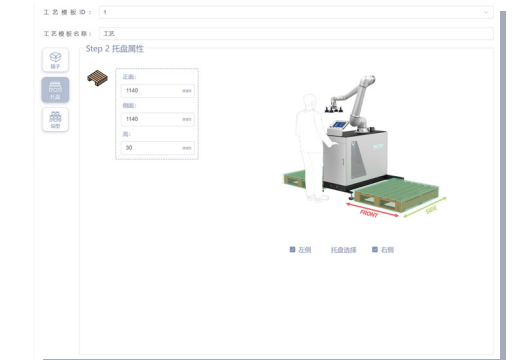 工艺模板ID： 1
工艺模板名称： 工艺
Step 2 托盘属性
箱子
托盘
垛型
正面：
1140 mm
侧面：
1140 mm
高：
30 mm
FRONT
SIDE
左侧 托盘选择 右侧